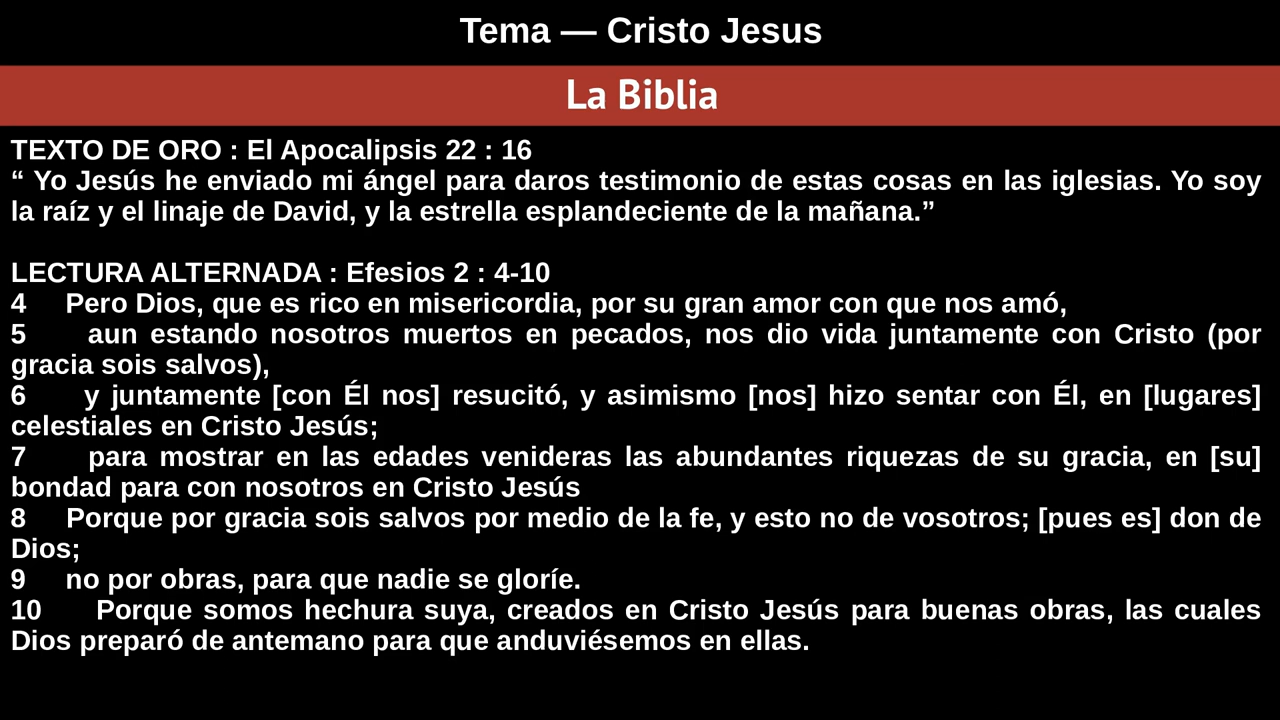 Tema — Cristo Jesus
La Biblia
TEXTO DE ORO : El Apocalipsis 22 : 16
“ Yo Jesús he enviado mi ángel para daros testimonio de estas cosas en las iglesias. Yo soy
la raíz y el linaje de David, y la estrella esplandeciente de la mañana.”
LECTURA ALTERNADA : Efesios 2 : 4-10
4 Pero Dios, que es rico en misericordia, por su gran amor con que nos amó,
5 aun estando nosotros muertos en pecados, nos dio vida juntamente con Cristo (por
gracia sois salvos),
6 y juntamente [con Él nos] resucitó, y asimismo [nos] hizo sentar con Él, en [lugares]
celestiales en Cristo Jesús;
7 para mostrar en las edades venideras las abundantes riquezas de su gracia, en [su]
bondad para con nosotros en Cristo Jesús
8 Porque por gracia sois salvos por medio de la fe, y esto no de vosotros; [pues es] don de
Dios;
9 no por obras, para que nadie se gloríe.
10 Porque somos hechura suya, creados en Cristo Jesús para buenas obras, las cuales
Dios preparó de antemano para que anduviésemos en ellas.